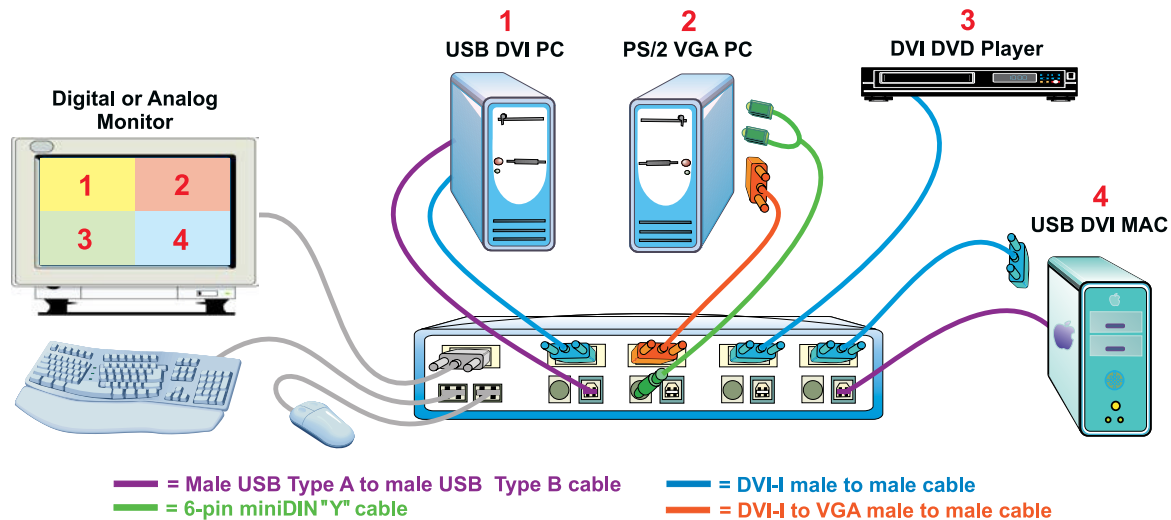 1
USB DVI PC
2
PS/2 VGA PC
3
DVI DVD Player
Digital or Analog
Monitor
1 2
3 4
4
USB DVI MAC
= Male USB Type A to male USB Type B cable
= DVI-I male to male cable
= 6-pin miniDIN "Y" cable
= DVI-I to VGA male to male cable